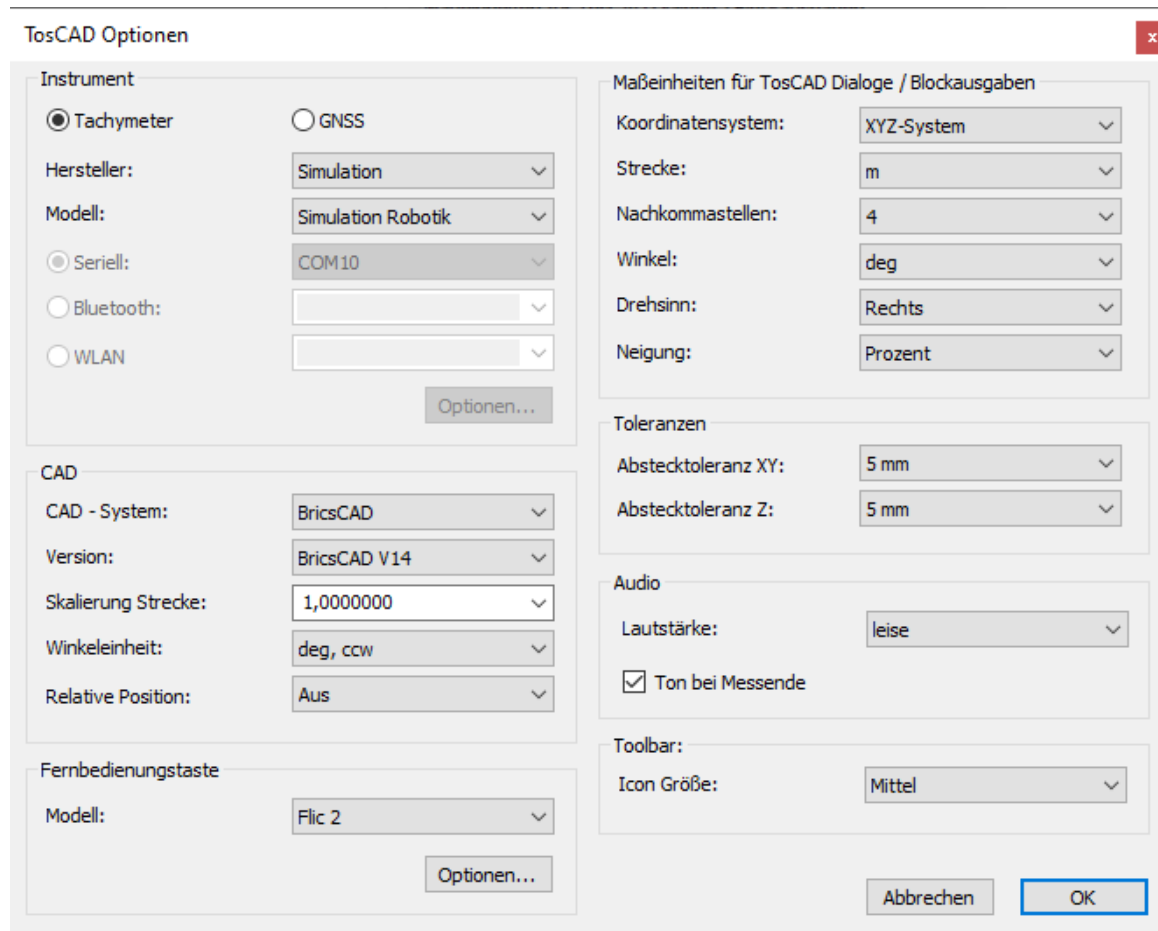 TosCAD Optionen
x
Instrument
Tachymeter GNSS
Hersteller: Simulation
Modell: Simulation Robotik
Seriell: COM10
Bluetooth:
WLAN
Optionen...
CAD
CAD - System: BricsCAD
Version: BricsCAD V14
Skalierung Strecke: 1,0000000
Winkeleinheit: deg, ccw
Relative Position: Aus
Fernbedienungstaste
Modell: Flic 2
Optionen...
Maßeinheiten für TosCAD Dialoge / Blockausgaben
Koordinatensystem: XYZ-System
Strecke: m
Nachkommastellen: 4
Winkel: deg
Drehsinn: Rechts
Neigung: Prozent
Toleranzen
Abstecktoleranz XY: 5 mm
Abstecktoleranz Z: 5 mm
Audio
Lautstärke: leise
Ton bei Messende
Toolbar:
Icon Größe: Mittel
Abbrechen OK